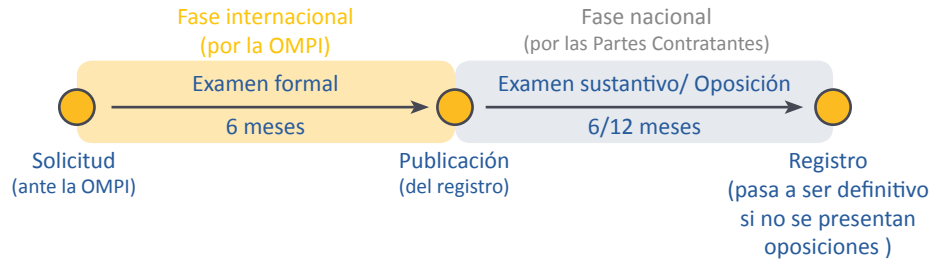 Fase internacional
(por la OMPI)
Fase nacional
(por las Partes Contratantes)
Examen formal
6 meses
Examen sustantivo/ Oposición
6/12 meses
Solicitud
(ante la OMPI)
Publicación
(del registro)
Registro
(pasa a ser definitivo
si no se presentan
oposiciones )